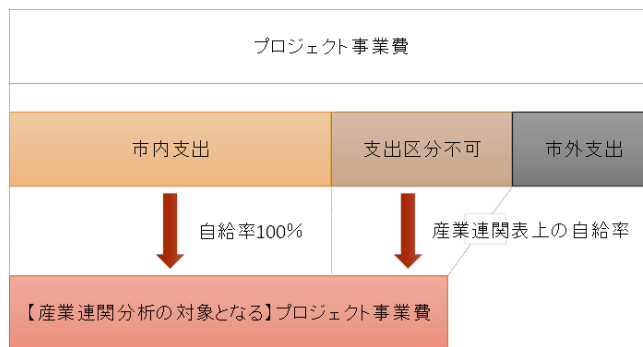 プロジェクト事業費
市内支出
支出区分不可
市外支出
自給率100%
産業連関表上の自給率
【産業連関分析の対象となる】プロジェクト事業費